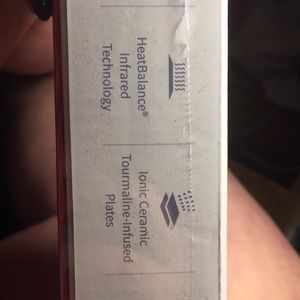 HeatBalance®
Infrared
Technology
Ionic Ceramic
Tourmaline-Infused
Plates